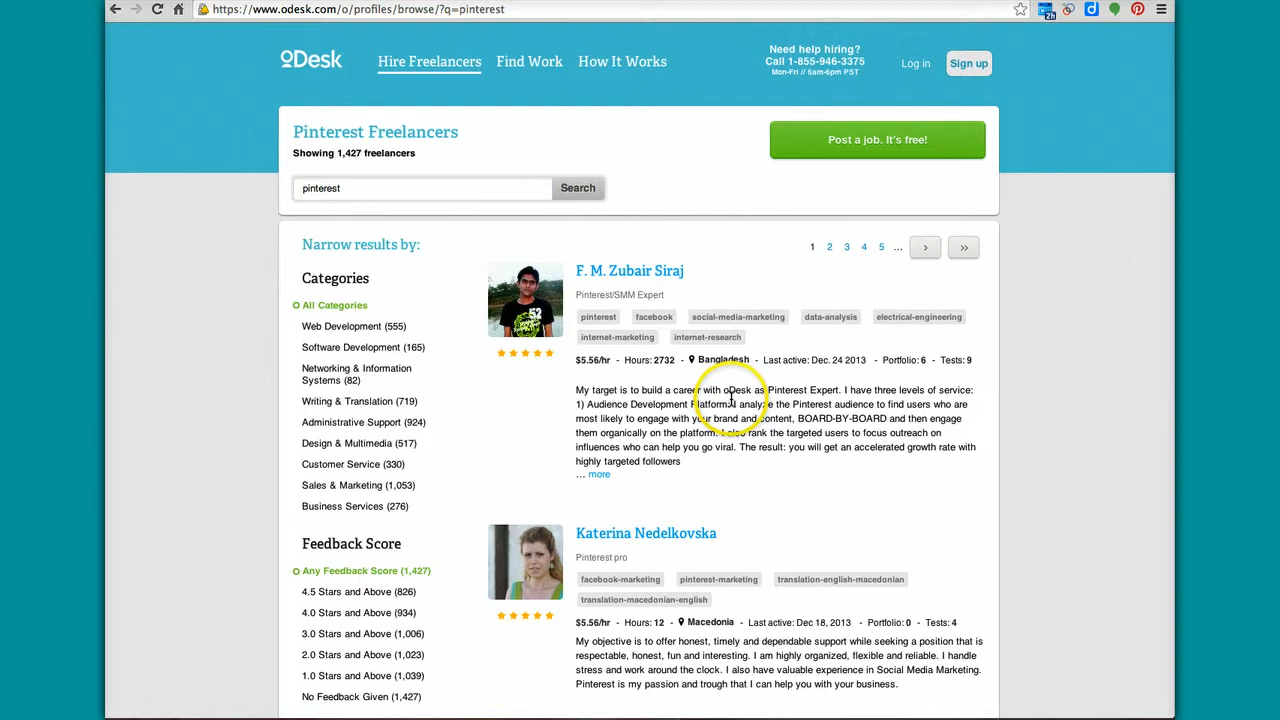 https://www.odesk.com/o/profiles/browse/?q=pinterest
2h
oDesk
Hire Freelancers
Find Work
How It Works
Need help hiring?
Call 1-855-946-3375
Mon-Fri // 6am-6pm PST
Log in
Sign up
Pinterest Freelancers
Showing 1,427 freelancers
Post a job. It's free!
pinterest
Search
Narrow results by:
Categories
All Categories
Web Development (555)
Software Development (165)
Networking & Information
Systems (82)
Writing & Translation (719)
Administrative Support (924)
Design & Multimedia (517)
Customer Service (330)
Sales & Marketing (1,053)
Business Services (276)
Feedback Score
Any Feedback Score (1,427)
4.5 Stars and Above (826)
4.0 Stars and Above (934)
3.0 Stars and Above (1,006)
2.0 Stars and Above (1,023)
1.0 Stars and Above (1,039)
No Feedback Given (1,427)
1 2 3 4 5 ... › ››
F. M. Zubair Siraj
Pinterest/SMM Expert
pinterest facebook social-media-marketing data-analysis electrical-engineering
internet-marketing internet-research
$5.56/hr - Hours: 2732 - Bangladesh - Last active: Dec. 24 2013 - Portfolio: 6 - Tests: 9
My target is to build a career with oDesk as Pinterest Expert. I have three levels of service:
1) Audience Development Platform: analyze the Pinterest audience to find users who are
most likely to engage with your brand and content, BOARD-BY-BOARD and then engage
them organically on the platform. I also rank the targeted users to focus outreach on
influences who can help you go viral. The result: you will get an accelerated growth rate with
highly targeted followers
... more
52
Katerina Nedelkovska
Pinterest pro
facebook-marketing pinterest-marketing translation-english-macedonian
translation-macedonian-english
$5.56/hr - Hours: 12 - Macedonia - Last active: Dec 18, 2013 - Portfolio: 0 - Tests: 4
My objective is to offer honest, timely and dependable support while seeking a position that is
respectable, honest, fun and interesting. I am highly organized, flexible and reliable. I handle
stress and work around the clock. I also have valuable experience in Social Media Marketing.
Pinterest is my passion and trough that I can help you with your business.